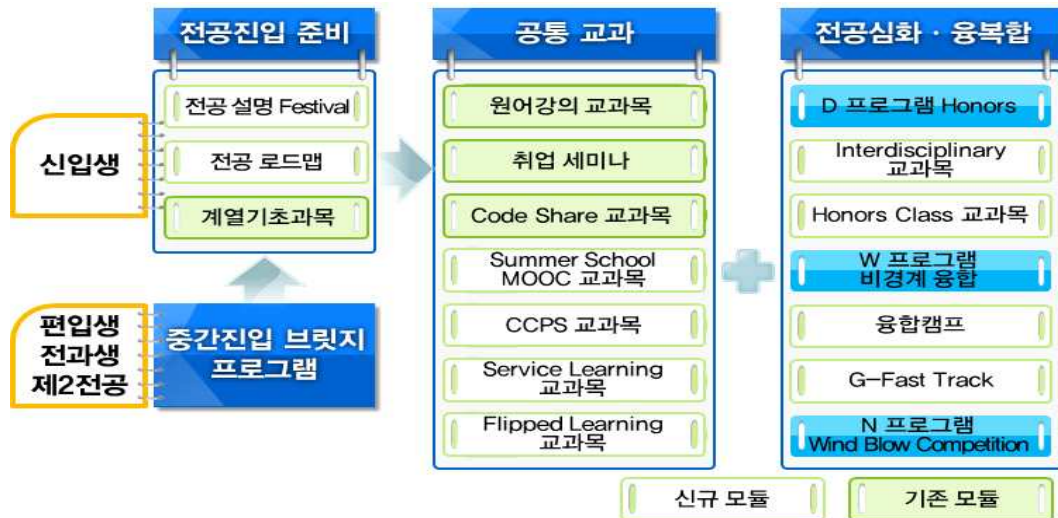 전공진입 준비
전공 설명 Festival
전공 로드맵
계열기초과목
신입생
편입생
전과생
제2전공
중간진입 브릿지
프로그램
공통 교과
원어강의 교과목
취업 세미나
Code Share 교과목
Summer School
MOOC 교과목
CCPS 교과목
Service Learning
교과목
Flipped Learning
교과목
전공심화 · 융복합
D 프로그램 Honors
Interdisciplinary
교과목
Honors Class 교과목
W 프로그램
비경계 융합
융합캠프
G-Fast Track
N 프로그램
Wind Blow Competition
신규 모듈
기존 모듈